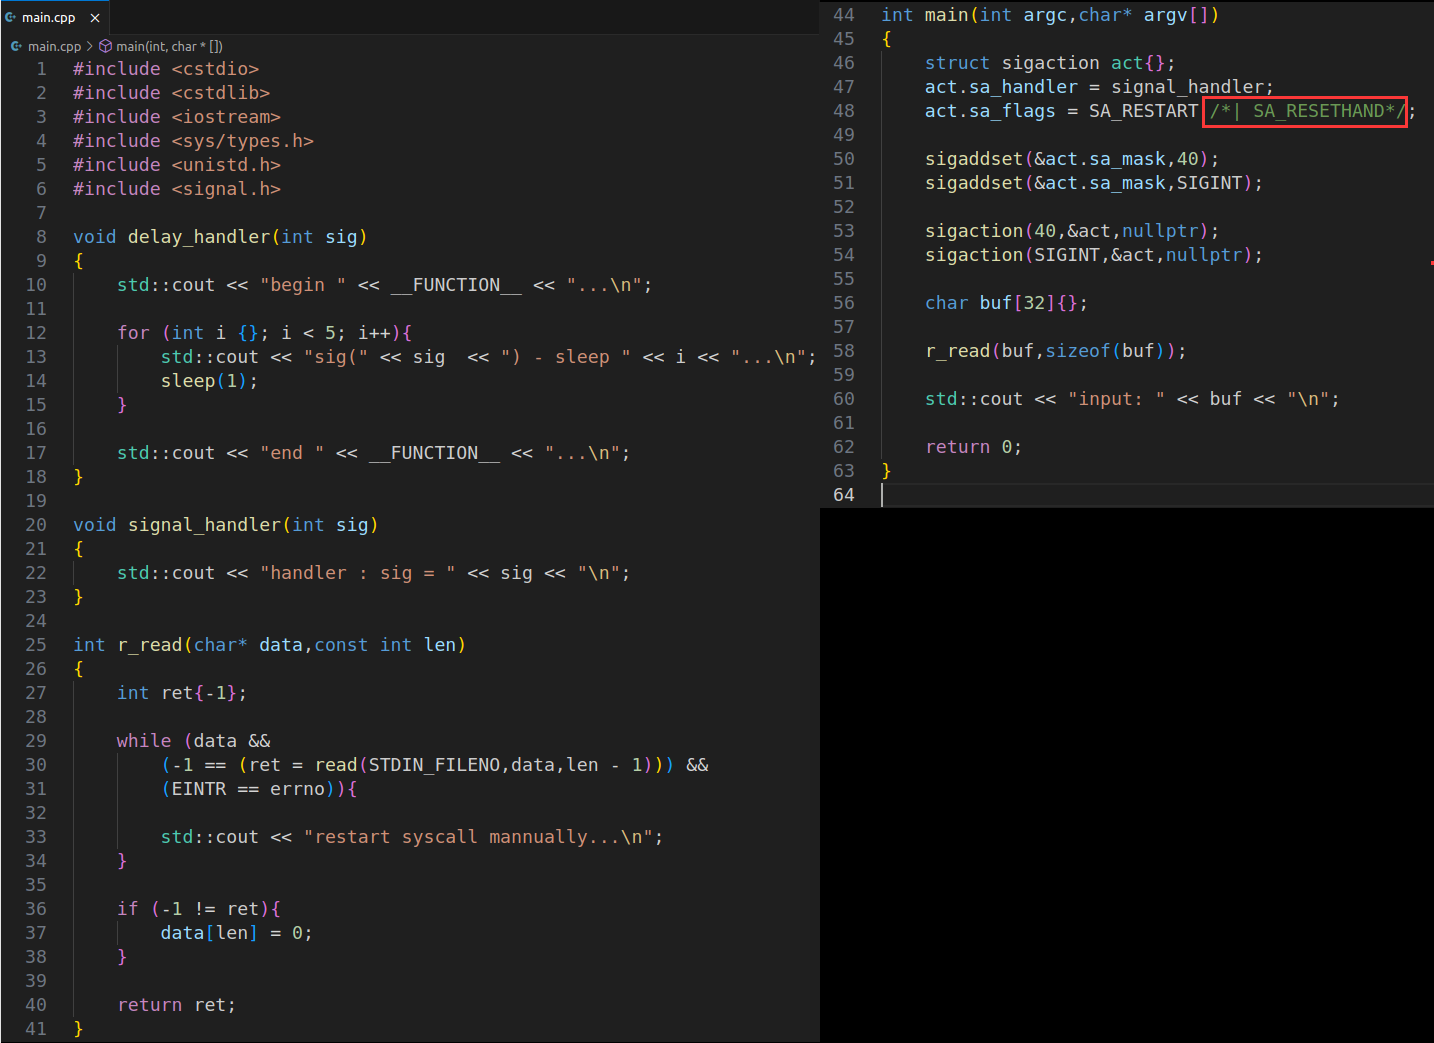 main.cpp ×
main.cpp > main(int, char * [])
1 #include <cstdio>
2 #include <cstdlib>
3 #include <iostream>
4 #include <sys/types.h>
5 #include <unistd.h>
6 #include <signal.h>
7
8 void delay_handler(int sig)
9 {
10     std::cout << "begin " << __FUNCTION__ << "...\n";
11
12     for (int i {}; i < 5; i++){
13         std::cout << "sig(" << sig  << ") - sleep " << i << "...\n";
14         sleep(1);
15     }
16
17     std::cout << "end " << __FUNCTION__ << "...\n";
18 }
19
20 void signal_handler(int sig)
21 {
22     std::cout << "handler : sig = " << sig << "\n";
23 }
24
25 int r_read(char* data,const int len)
26 {
27     int ret{-1};
28
29     while (data &&
30         (-1 == (ret = read(STDIN_FILENO,data,len - 1))) &&
31         (EINTR == errno)){
32
33         std::cout << "restart syscall mannually...\n";
34     }
35
36     if (-1 != ret){
37         data[len] = 0;
38     }
39
40     return ret;
41 }
44 int main(int argc,char* argv[])
45 {
46     struct sigaction act{};
47     act.sa_handler = signal_handler;
48     act.sa_flags = SA_RESTART /*| SA_RESETHAND*/;
49
50     sigaddset(&act.sa_mask,40);
51     sigaddset(&act.sa_mask,SIGINT);
52
53     sigaction(40,&act,nullptr);
54     sigaction(SIGINT,&act,nullptr);
55
56     char buf[32]{};
57
58     r_read(buf,sizeof(buf));
59
60     std::cout << "input: " << buf << "\n";
61
62     return 0;
63 }
64